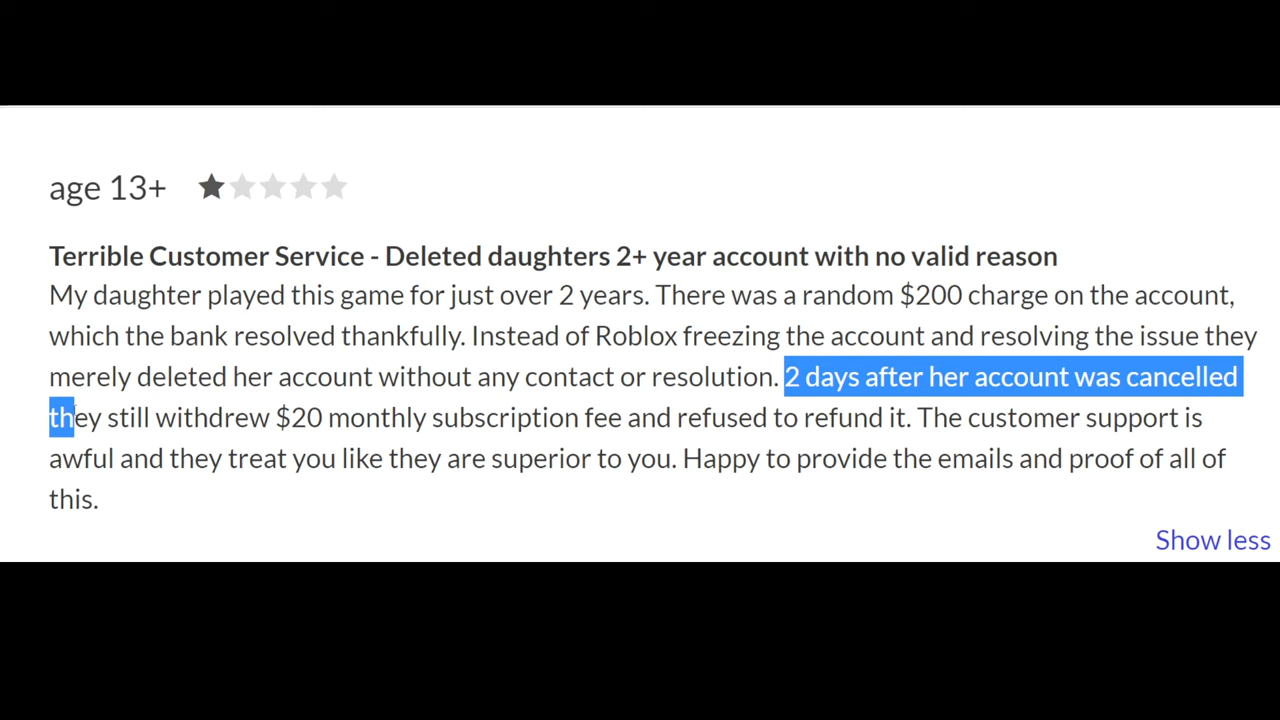 age 13+
Terrible Customer Service - Deleted daughters 2+ year account with no valid reason
My daughter played this game for just over 2 years. There was a random $200 charge on the account,
which the bank resolved thankfully. Instead of Roblox freezing the account and resolving the issue they
merely deleted her account without any contact or resolution. 2 days after her account was cancelled
they still withdrew $20 monthly subscription fee and refused to refund it. The customer support is
awful and they treat you like they are superior to you. Happy to provide the emails and proof of all of
this.
Show less